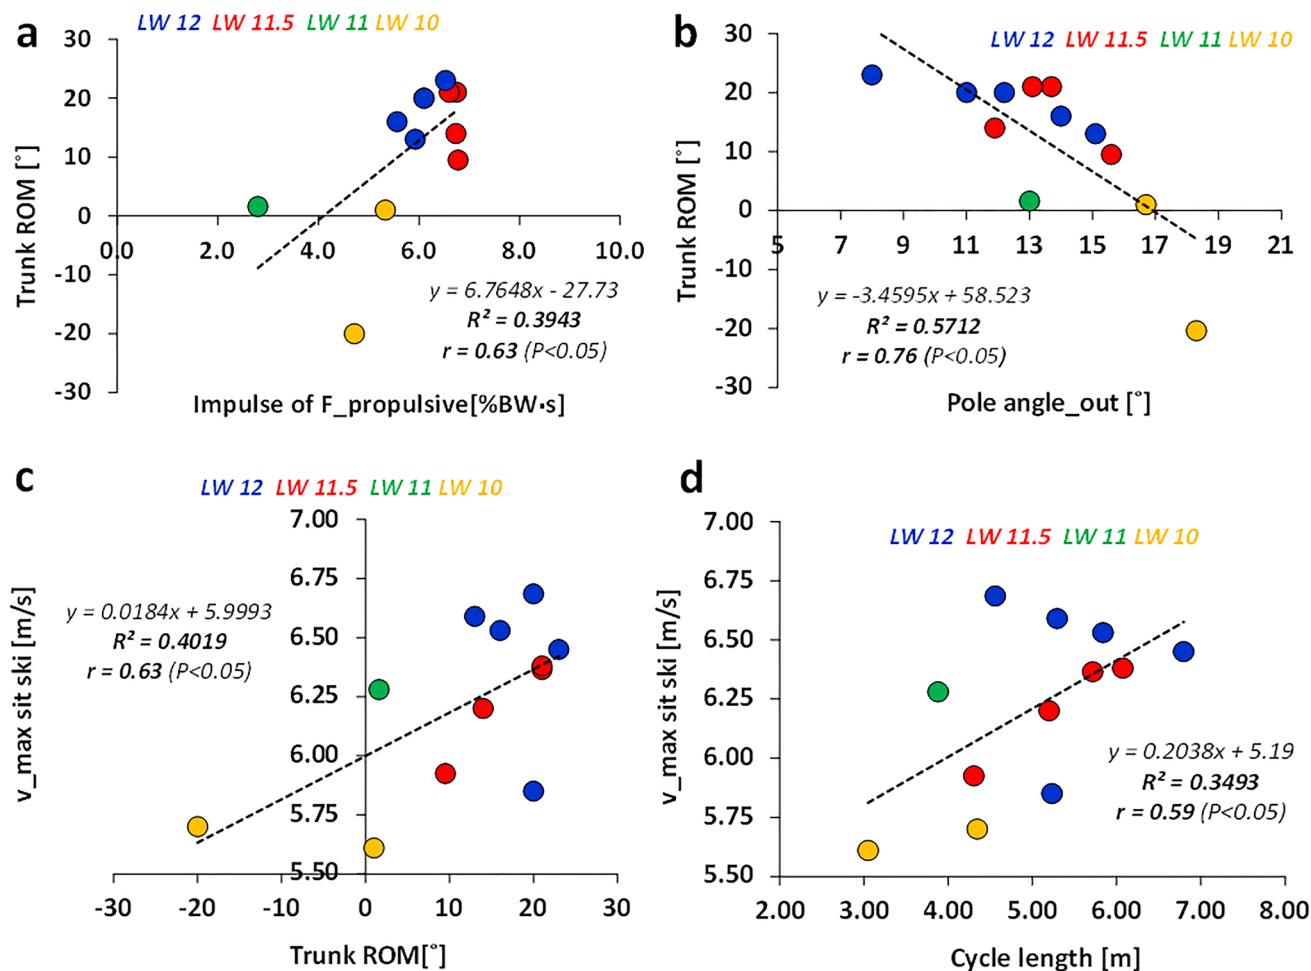 a
LW 12 LW 11.5 LW 11 LW 10
30
20
10
0
-10
-20
-30
0.0 2.0 4.0 6.0 8.0 10.0
Trunk ROM [°]
y = 6.7648x - 27.73
R² = 0.3943
r = 0.63 (P<0.05)
Impulse of F_propulsive[%BW·s]
b
LW 12 LW 11.5 LW 11 LW 10
30
20
10
0
-10
-20
-30
5 7 9 11 13 15 17 19 21
Trunk ROM [°]
y = -3.4595x + 58.523
R² = 0.5712
r = 0.76 (P<0.05)
Pole angle_out [°]
c
LW 12 LW 11.5 LW 11 LW 10
7.00
6.75
6.50
6.25
6.00
5.75
5.50
v_max sit ski [m/s]
y = 0.0184x + 5.9993
R² = 0.4019
r = 0.63 (P<0.05)
-30 -20 -10 0 10 20 30
Trunk ROM[°]
d
7.00
6.75
6.50
6.25
6.00
5.75
5.50
LW 12 LW 11.5 LW 11 LW 10
v_max sit ski [m/s]
y = 0.2038x + 5.19
R² = 0.3493
r = 0.59 (P<0.05)
2.00 3.00 4.00 5.00 6.00 7.00 8.00
Cycle length [m]